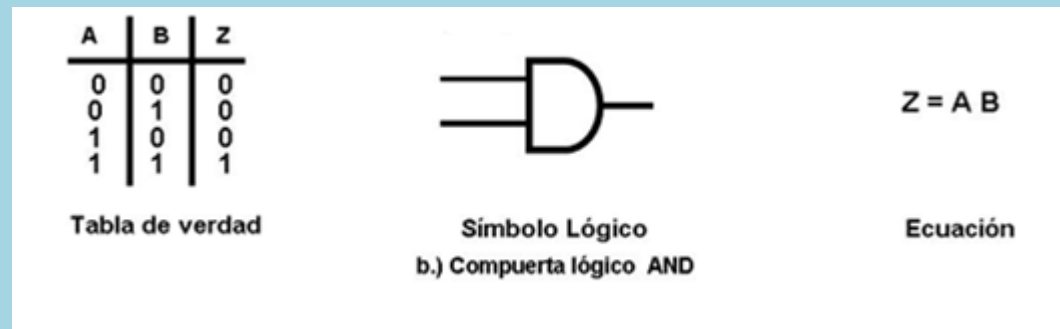 A B Z
0 0 0
0 1 0
1 0 0
1 1 1
Tabla de verdad
Símbolo Lógico
b.) Compuerta lógico AND
Z = A B
Ecuación